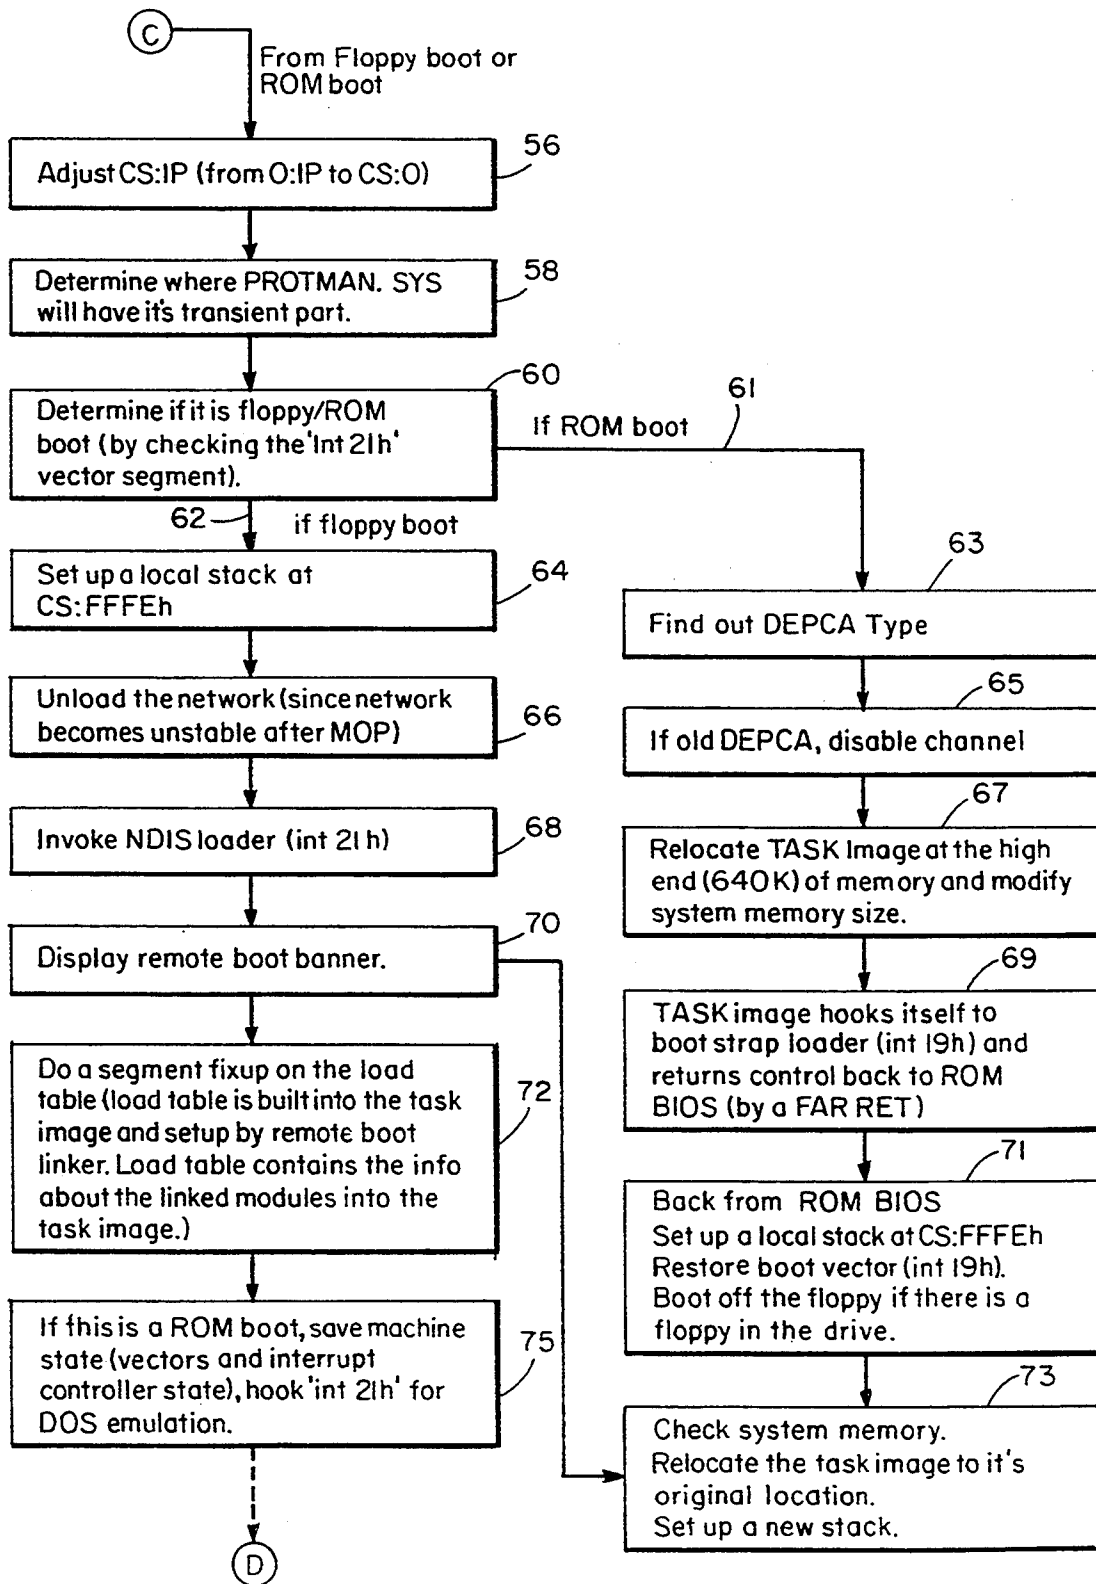 C
From Floppy boot or
ROM boot
56
Adjust CS:IP (from O:IP to CS:O)
58
Determine where PROTMAN. SYS
will have it's transient part.
60
Determine if it is floppy/ROM
boot (by checking the 'Int 21h'
vector segment).
If ROM boot
61
62
if floppy boot
64
Set up a local stack at
CS:FFFEh
66
Unload the network (since network
becomes unstable after MOP)
68
Invoke NDIS loader (int 21h)
70
Display remote boot banner.
72
Do a segment fixup on the load
table (load table is built into the task
image and setup by remote boot
linker. Load table contains the info
about the linked modules into the
task image.)
75
If this is a ROM boot, save machine
state (vectors and interrupt
controller state), hook 'int 21h' for
DOS emulation.
D
63
Find out DEPCA Type
65
If old DEPCA, disable channel
67
Relocate TASK Image at the high
end (640K) of memory and modify
system memory size.
69
TASK image hooks itself to
boot strap loader (int 19h) and
returns control back to ROM
BIOS (by a FAR RET)
71
Back from ROM BIOS
Set up a local stack at CS:FFFEh
Restore boot vector (int 19h).
Boot off the floppy if there is a
floppy in the drive.
73
Check system memory.
Relocate the task image to it's
original location.
Set up a new stack.